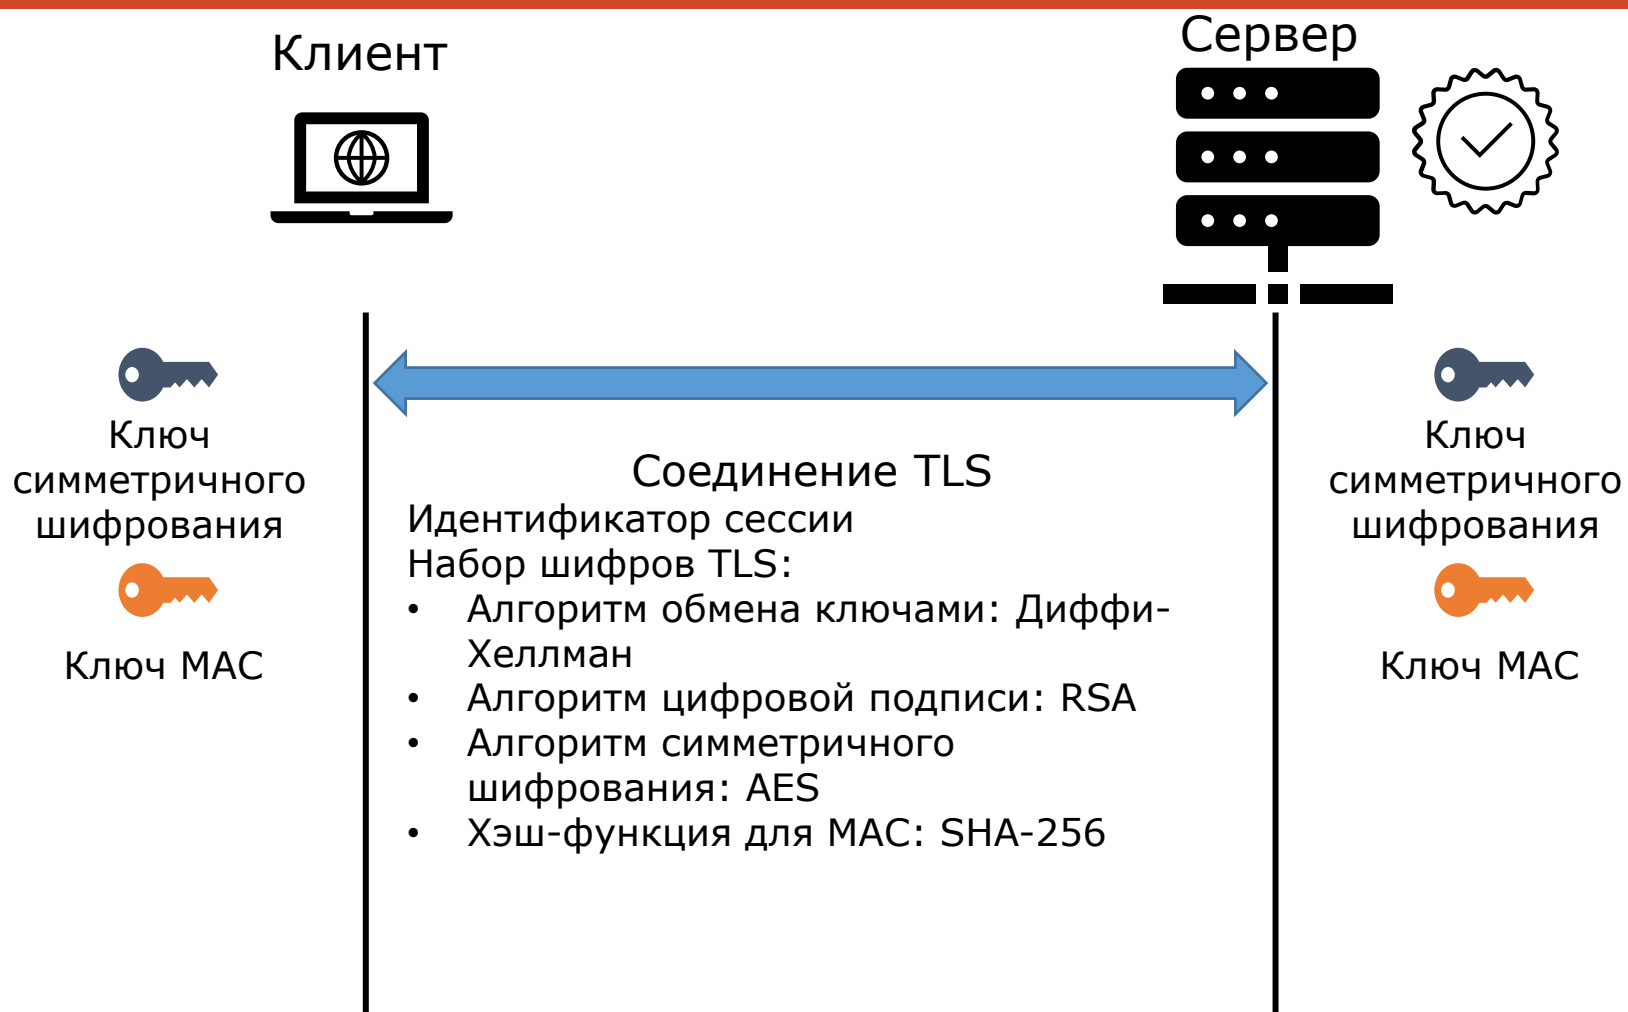 Клиент
Сервер
Ключ
симметричного
шифрования
Ключ MAC
Соединение TLS
Идентификатор сессии
Набор шифров TLS:
• Алгоритм обмена ключами: Диффи-
Хеллман
• Алгоритм цифровой подписи: RSA
• Алгоритм симметричного
шифрования: AES
• Хэш-функция для MAC: SHA-256
Ключ
симметричного
шифрования
Ключ MAC